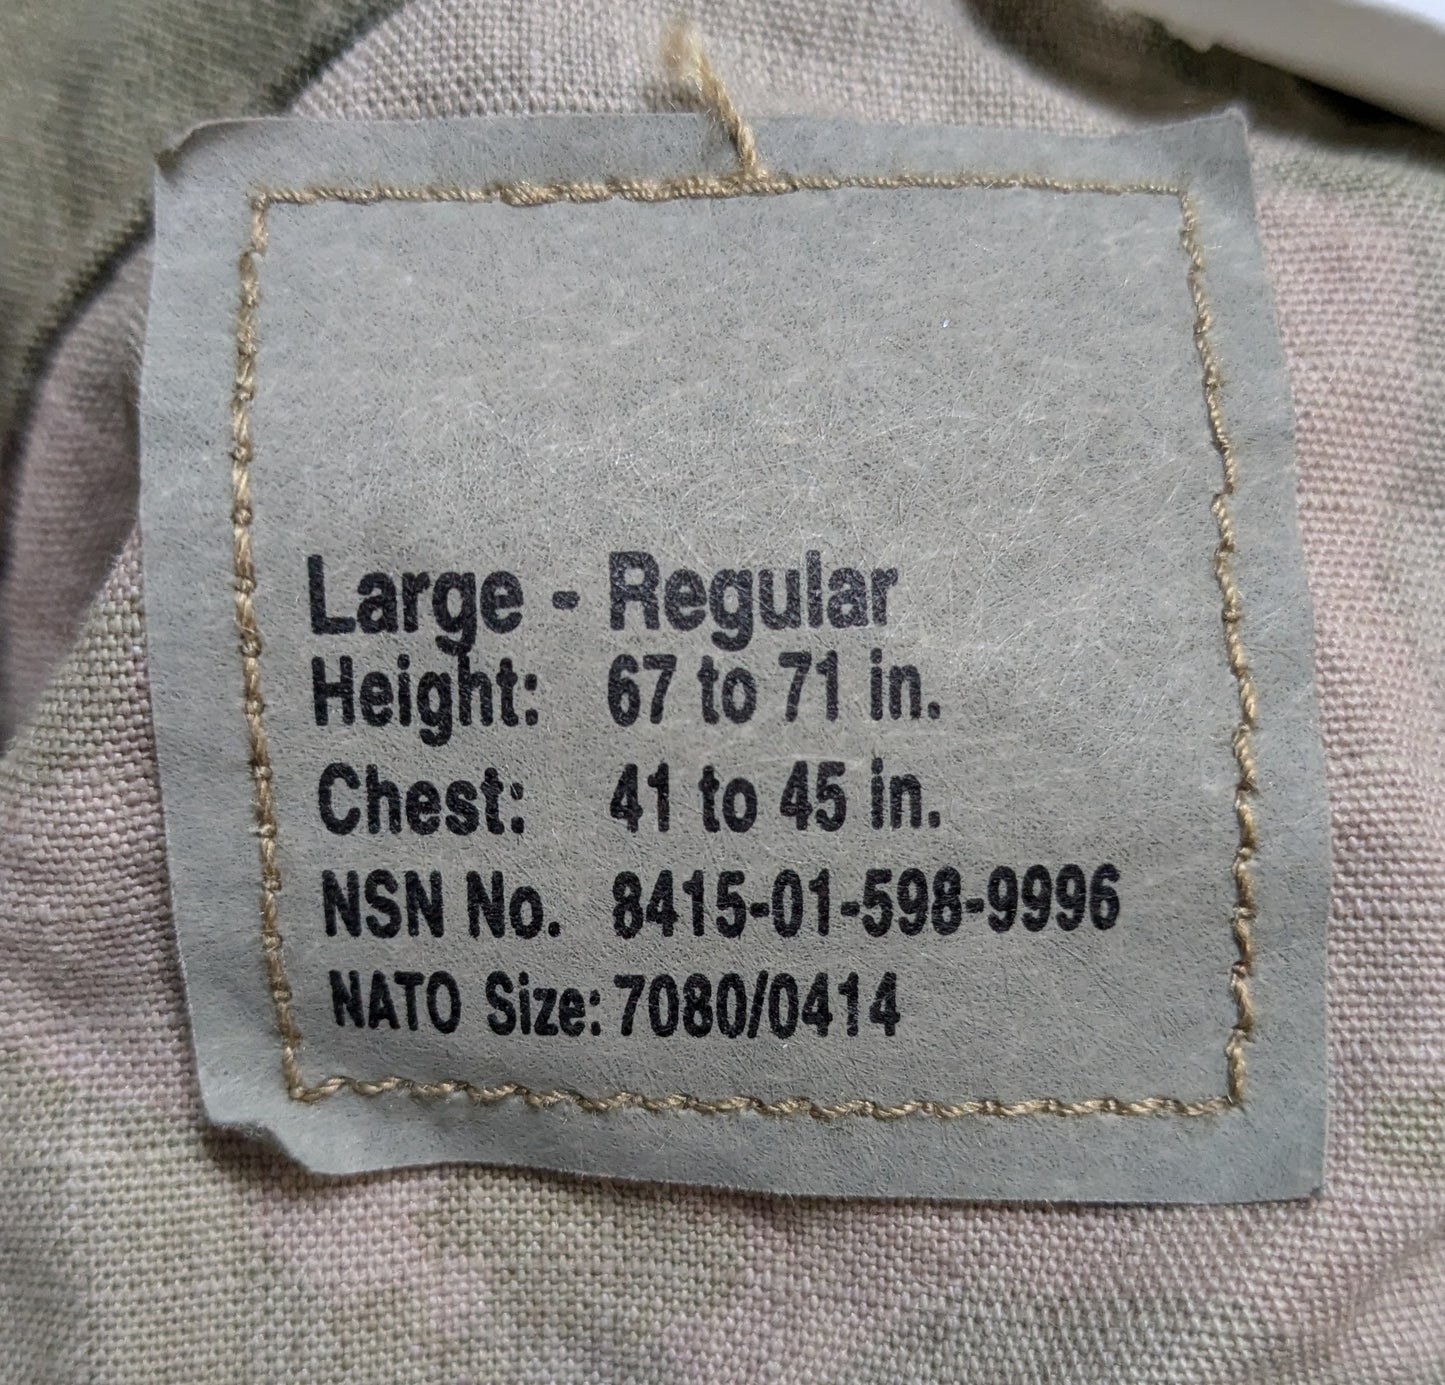 Large - Regular
Height: 67 to 71 in.
Chest: 41 to 45 in.
NSN No. 8415-01-598-9996
NATO Size: 7080/0414